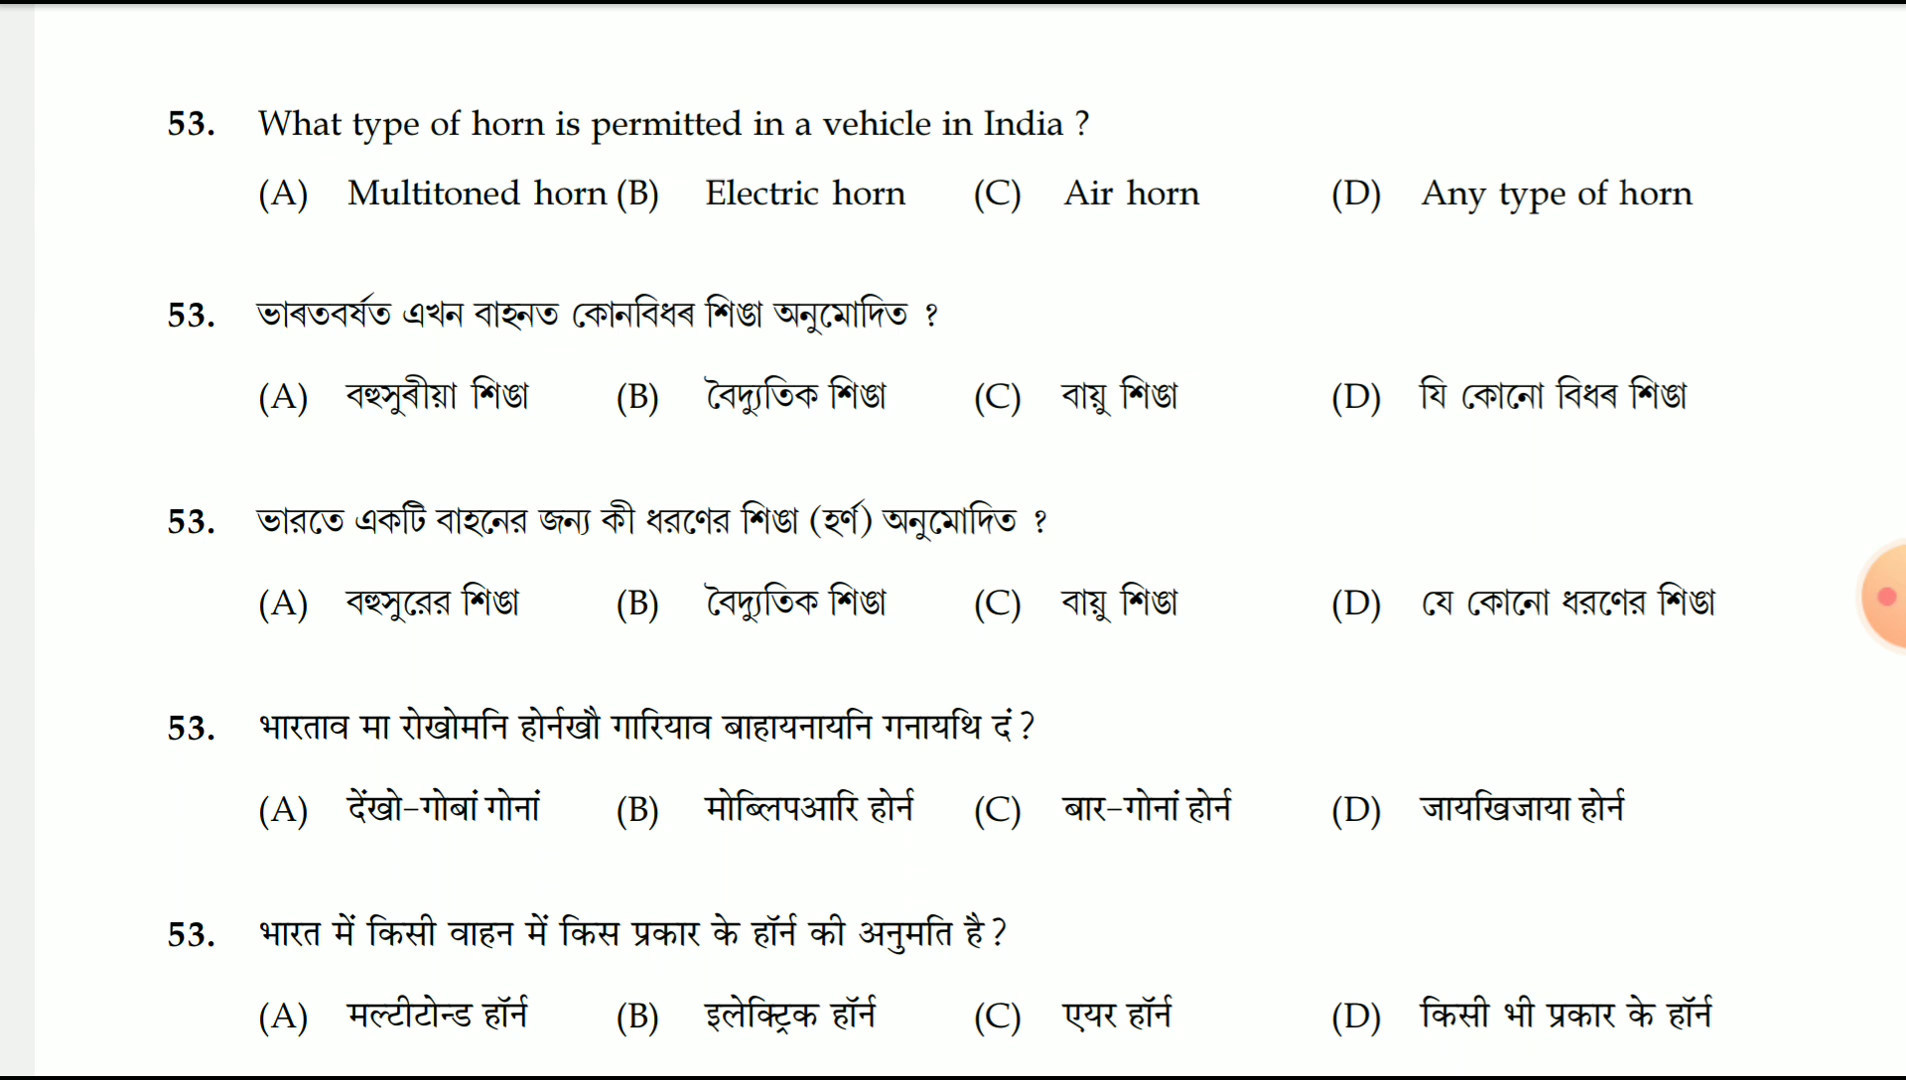 53. What type of horn is permitted in a vehicle in India ?
(A) Multitoned horn (B) Electric horn (C) Air horn (D) Any type of horn
53. ভাৰতবৰ্ষত এখন বাহনত কোনবিধৰ শিঙা অনুমোদিত ?
(A) বহুসুৰীয়া শিঙা (B) বৈদ্যুতিক শিঙা (C) বায়ু শিঙা (D) যি কোনো বিধৰ শিঙা
53. ভারতে একটি বাহনের জন্য কী ধরণের শিঙা (হর্ণ) অনুমোদিত ?
(A) বহুসুরের শিঙা (B) বৈদ্যুতিক শিঙা (C) বায়ু শিঙা (D) যে কোনো ধরণের শিঙা
53. भारताव मा रोखोमनि होर्नखौ गारियाव बाहायनायनि गनायथि दं ?
(A) देंखो-गोबां गोनां (B) मोब्लिपआरि होर्न (C) बार-गोनां होर्न (D) जायखिजाया होर्न
53. भारत में किसी वाहन में किस प्रकार के हॉर्न की अनुमति है ?
(A) मल्टीटोन्ड हॉर्न (B) इलेक्ट्रिक हॉर्न (C) एयर हॉर्न (D) किसी भी प्रकार के हॉर्न